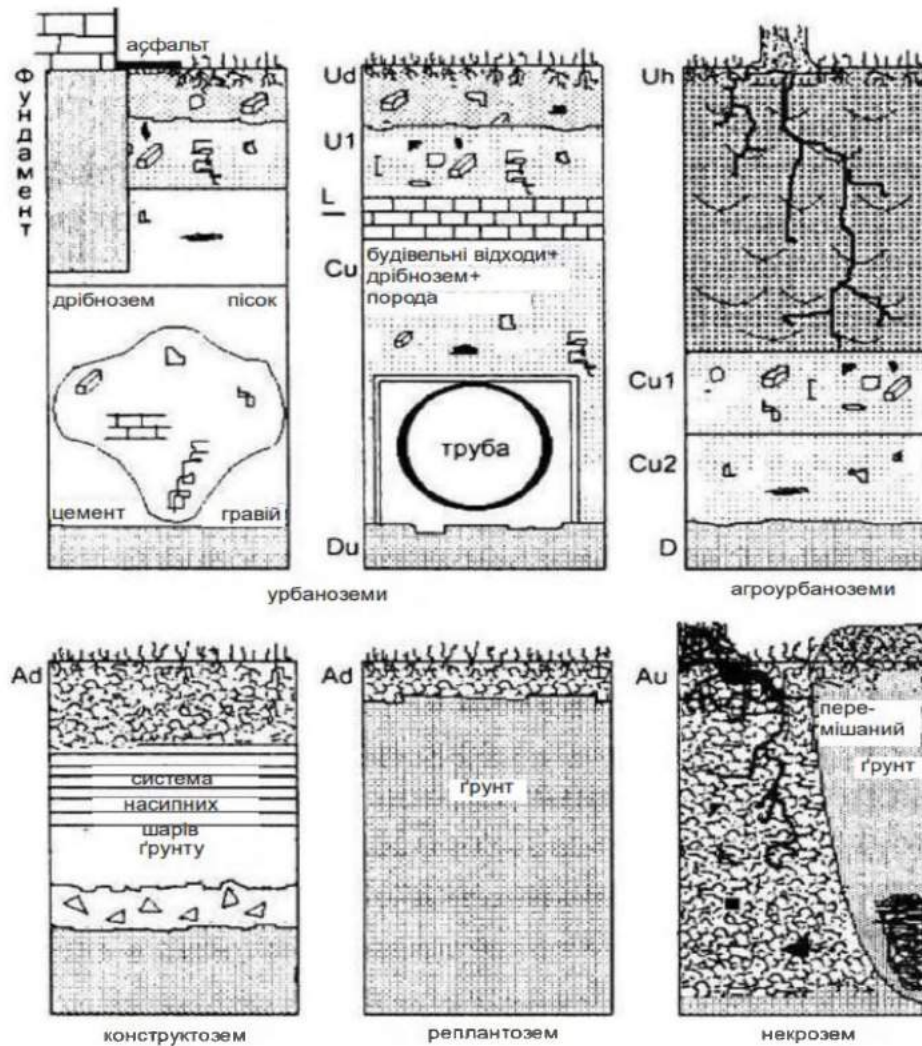 асфальт
Фундамент
дрібнозем
пісок
цемент
гравій
Ud
U1
L
Cu
будівельні відходи+
дрібнозем+
порода
труба
Du
Uh
Cu1
Cu2
D
урбаноземи
агроурбаноземи
Ad
система
насипних
шарів
ґрунту
конструктозем
Ad
ґрунт
реплантозем
Au
пере-
мішаний
ґрунт
некрозем